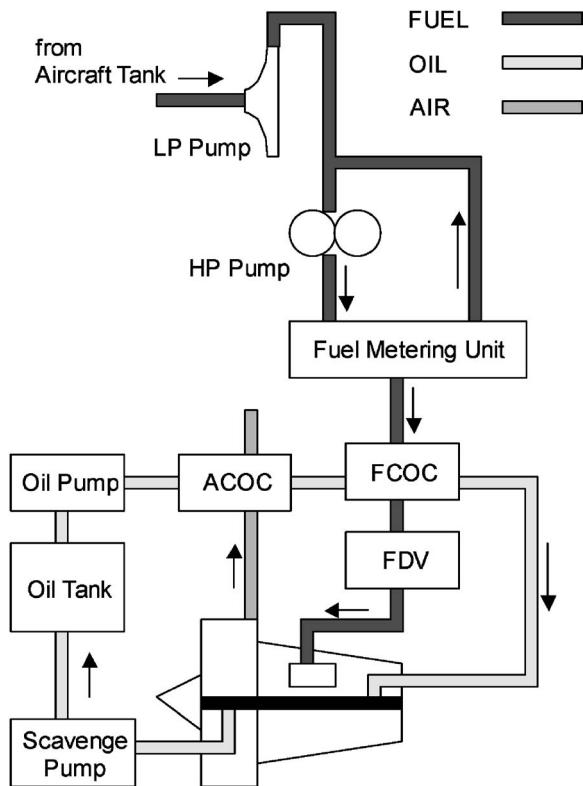 from
Aircraft Tank
FUEL
OIL
AIR
LP Pump
HP Pump
Fuel Metering Unit
Oil Pump
ACOC
FCOC
Oil Tank
FDV
Scavenge
Pump